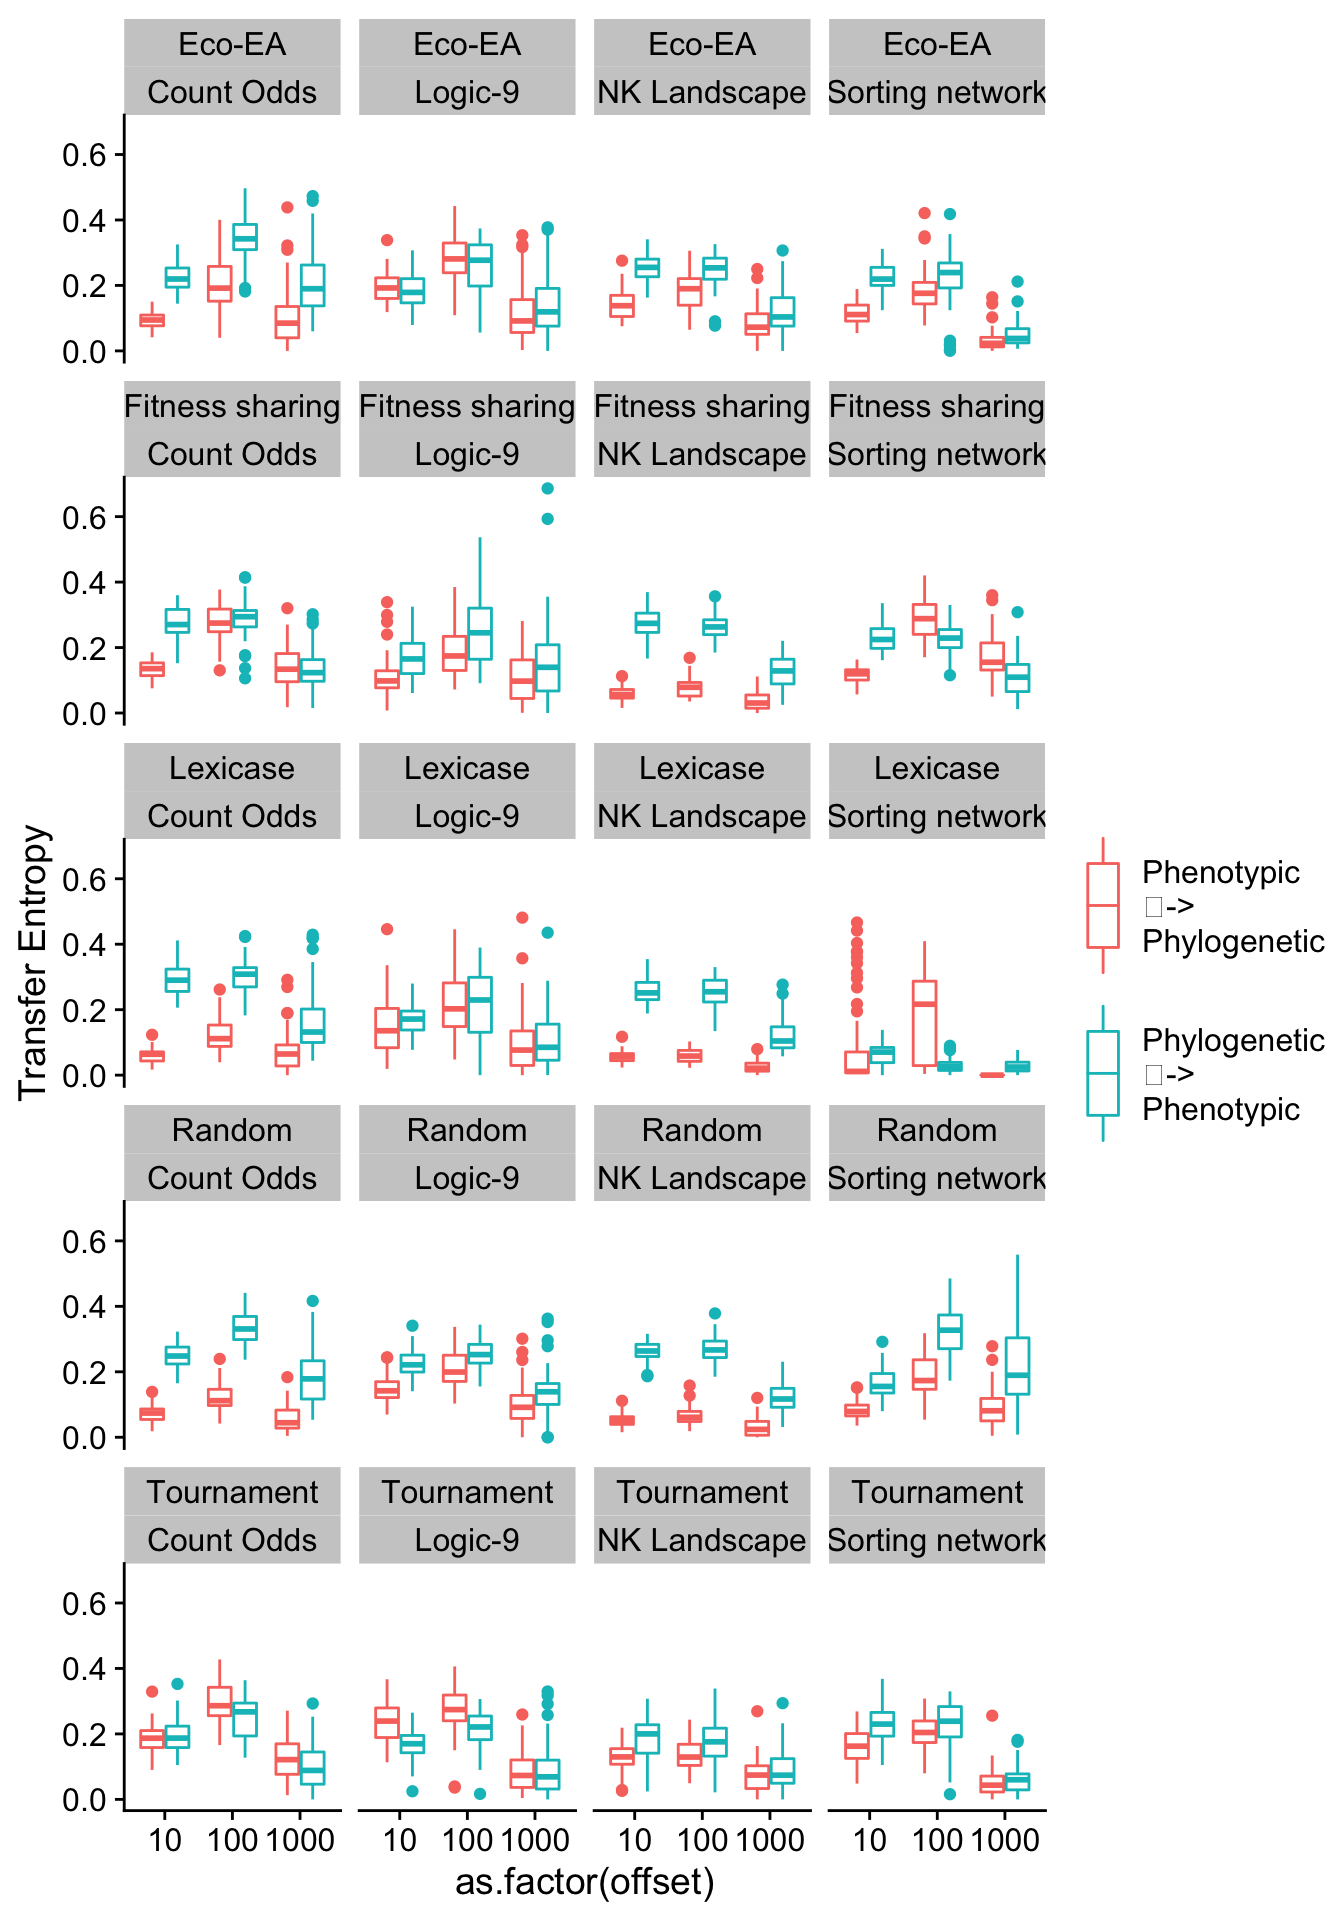 Eco-EA Eco-EA Eco-EA Eco-EA
Count Odds Logic-9 NK Landscape Sorting network
0.6
0.4
0.2
0.0
Fitness sharing Fitness sharing Fitness sharing Fitness sharing
Count Odds Logic-9 NK Landscape Sorting network
0.6
0.4
0.2
0.0
Lexicase Lexicase Lexicase Lexicase
Count Odds Logic-9 NK Landscape Sorting network
0.6
0.4
0.2
0.0
Random Random Random Random
Count Odds Logic-9 NK Landscape Sorting network
0.6
0.4
0.2
0.0
Tournament Tournament Tournament Tournament
Count Odds Logic-9 NK Landscape Sorting network
0.6
0.4
0.2
0.0
10 100 1000 10 100 1000 10 100 1000 10 100 1000
as.factor(offset)
Transfer Entropy
Phenotypic
□->
Phylogenetic
Phylogenetic
□->
Phenotypic